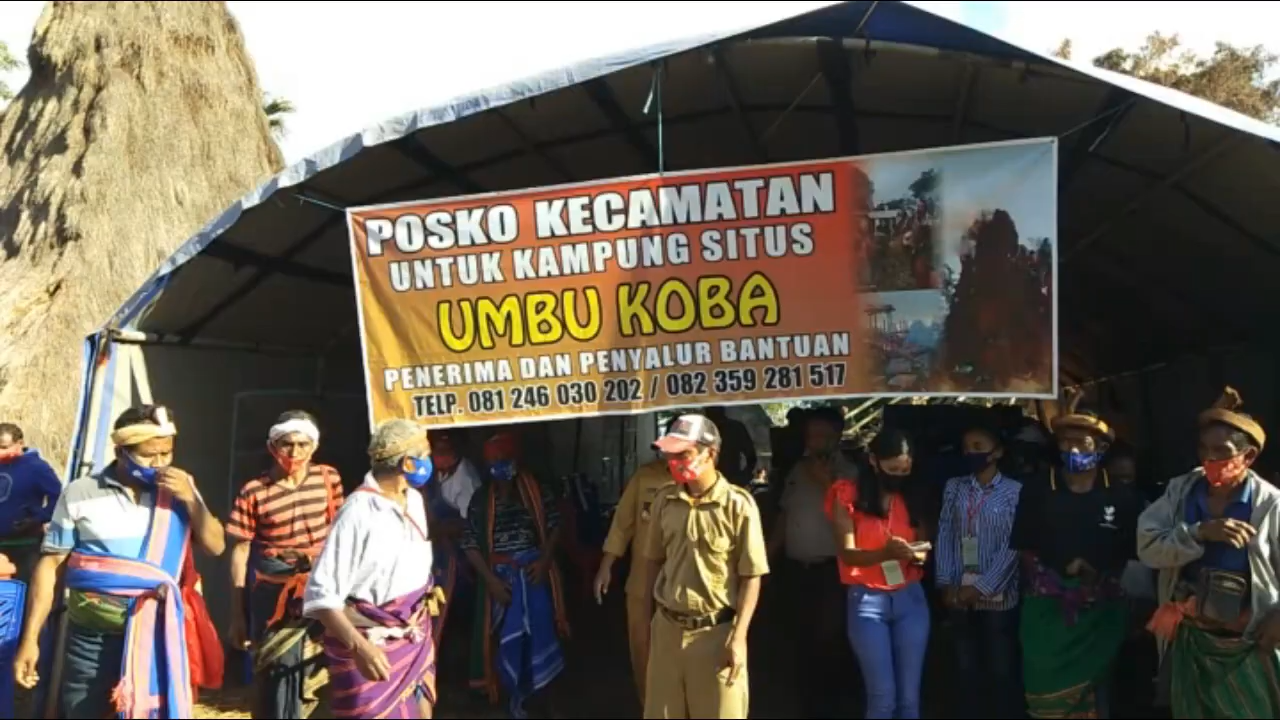 POSKO KECAMATAN
UNTUK KAMPUNG SITUS
UMBU KOBA
PENERIMA DAN PENYALUR BANTUAN
TELP. 081 246 030 202 / 082 359 281 517